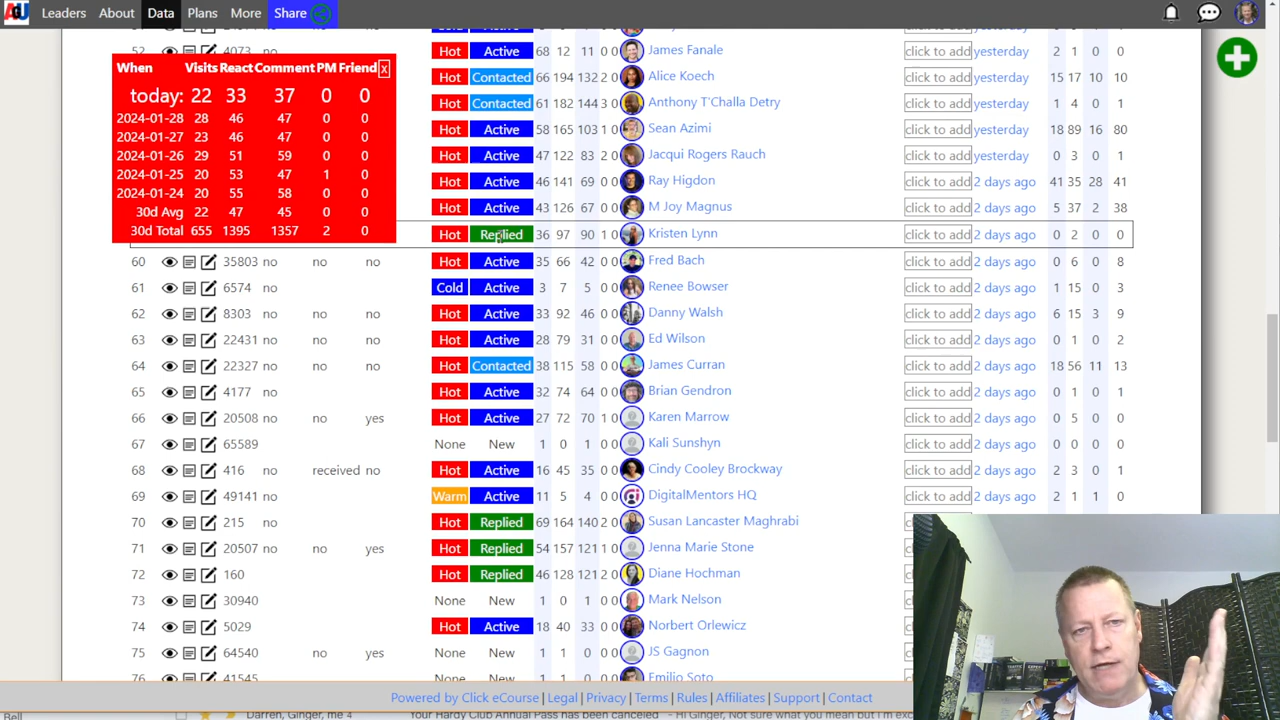 Leaders About Data Plans More Share
52 4073 no
Hot Active 68 12 11 0 0 James Fanale click to add yesterday 2 1 0 0
When Visits React Comment PM Friend x
today: 22 33 37 0 0
2024-01-28 28 46 47 0 0
2024-01-27 23 46 47 0 0
2024-01-26 29 51 59 0 0
2024-01-25 20 53 47 1 0
2024-01-24 20 55 58 0 0
30d Avg 22 47 45 0 0
30d Total 655 1395 1357 2 0
Hot Contacted 66 194 132 2 0 Alice Koech click to add yesterday 15 17 10 10
Hot Contacted 61 182 144 3 0 Anthony T'Challa Detry click to add yesterday 1 4 0 1
Hot Active 58 165 103 1 0 Sean Azimi click to add yesterday 18 89 16 80
Hot Active 47 122 83 2 0 Jacqui Rogers Rauch click to add yesterday 0 3 0 1
Hot Active 46 141 69 0 0 Ray Higdon click to add 2 days ago 41 35 28 41
Hot Active 43 126 67 0 0 M Joy Magnus click to add 2 days ago 5 37 2 38
Hot Replied 36 97 90 1 0 Kristen Lynn click to add 2 days ago 0 2 0 0
60 35803 no no no Hot Active 35 66 42 0 0 Fred Bach click to add 2 days ago 0 6 0 8
61 6574 no Cold Active 3 7 5 0 0 Renee Bowser click to add 2 days ago 1 15 0 3
62 8303 no no no Hot Active 33 92 46 0 0 Danny Walsh click to add 2 days ago 6 15 3 9
63 22431 no no no Hot Active 28 79 31 0 0 Ed Wilson click to add 2 days ago 0 1 0 2
64 22327 no no no Hot Contacted 38 115 58 0 0 James Curran click to add 2 days ago 18 56 11 13
65 4177 no Hot Active 32 74 64 0 0 Brian Gendron click to add 2 days ago 0 1 0 1
66 20508 no no yes Hot Active 27 72 70 1 0 Karen Marrow click to add 2 days ago 0 5 0 0
67 65589 None New 1 0 1 0 0 Kali Sunshyn click to add 2 days ago 0 0 0 0
68 416 no received no Hot Active 16 45 35 0 0 Cindy Cooley Brockway click to add 2 days ago 2 3 0 1
69 49141 no Warm Active 11 5 4 0 0 DigitalMentors HQ click to add 2 days ago 2 1 1 0
70 215 no Hot Replied 69 164 140 2 0 Susan Lancaster Maghrabi
71 20507 no no yes Hot Replied 54 157 121 1 0 Jenna Marie Stone
72 160 Hot Replied 46 128 121 2 0 Diane Hochman
73 30940 None New 1 0 1 0 0 Mark Nelson
74 5029 no Hot Active 18 40 33 0 0 Norbert Orlewicz
75 64540 no yes None New 1 1 0 0 0 JS Gagnon
76 41545 None New Emilio Soto
Powered by Click eCourse | Legal | Privacy | Terms | Rules | Affiliates | Support | Contact
Darren, Ginger, me 4 Your Hardy Club Annual Pass has been canceled - Hi Ginger, Not sure what you mean but I'm